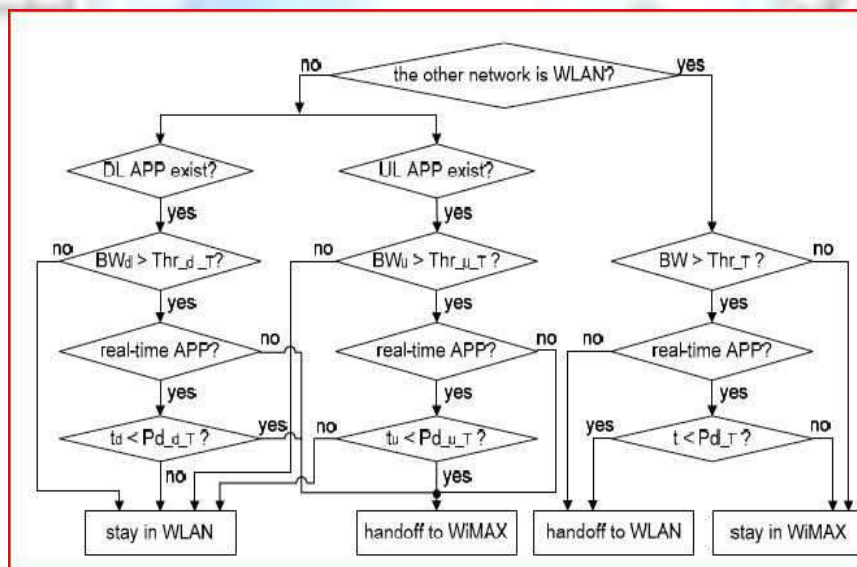 the other network is WLAN?
no
yes
DL APP exist?
UL APP exist?
yes
yes
no
BWd > Thr_d_T?
no
BWu > Thr_u_T?
BW > Thr_T ?
no
yes
yes
yes
real-time APP?
no
real-time APP?
no
no
real-time APP?
yes
yes
yes
td < Pd_d_T ?
yes
no
tu < Pd_u_T ?
yes
t < Pd_T ?
no
no
yes
stay in WLAN
handoff to WiMAX
handoff to WLAN
stay in WiMAX